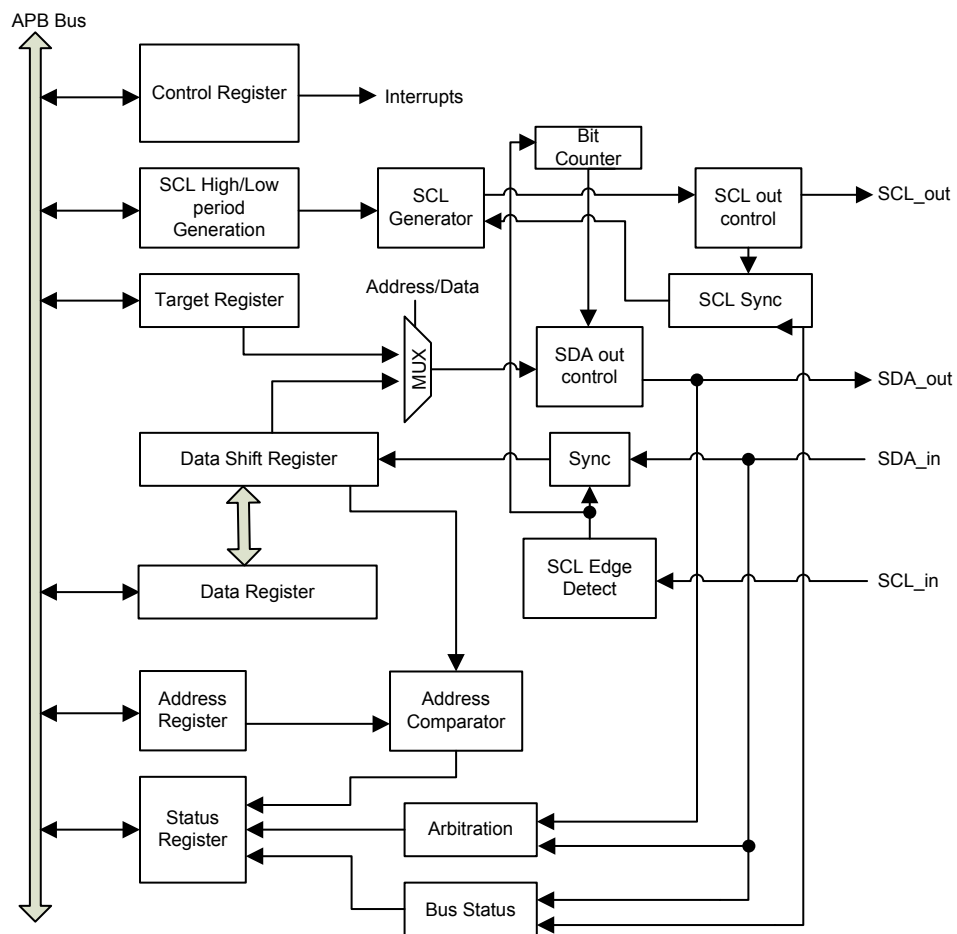 APB Bus
Control Register
Interrupts
Bit
Counter
SCL High/Low
period
Generation
SCL
Generator
SCL out
control
SCL_out
Target Register
Address/Data
SCL Sync
MUX
SDA out
control
SDA_out
Data Shift Register
Sync
SDA_in
SCL Edge
Detect
SCL_in
Data Register
Address
Register
Address
Comparator
Status
Register
Arbitration
Bus Status